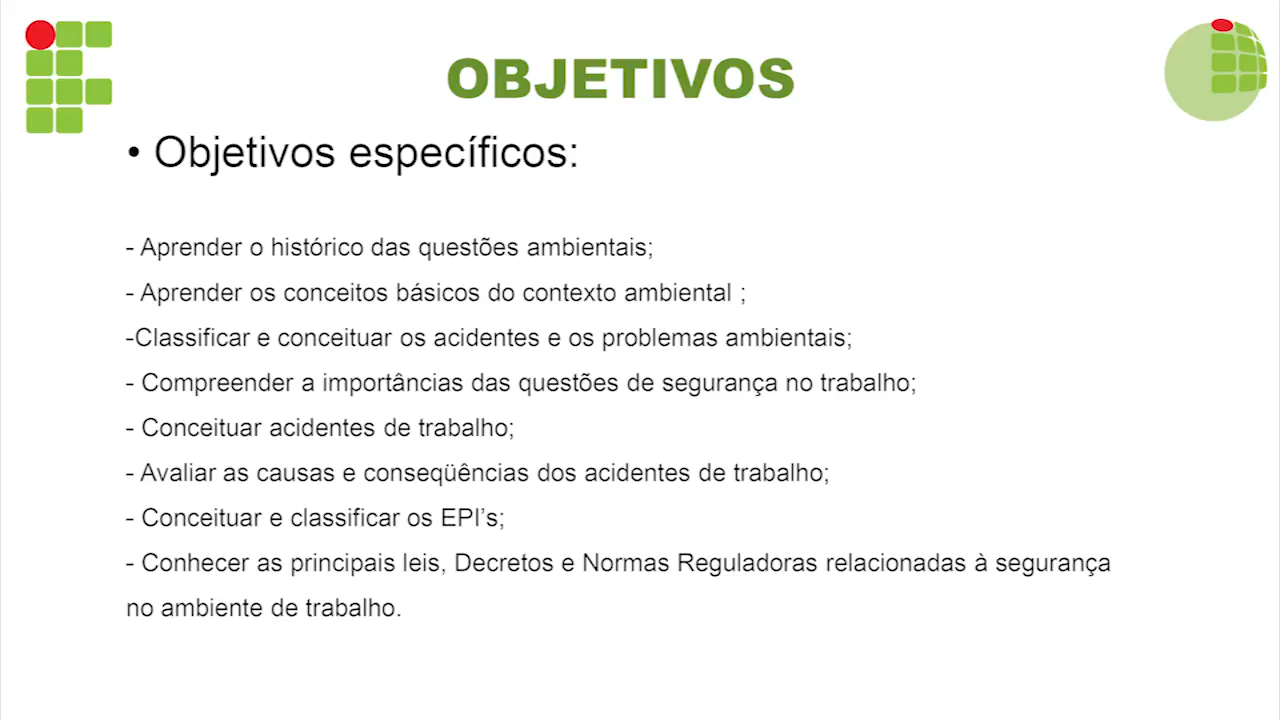 OBJETIVOS
• Objetivos específicos:
- Aprender o histórico das questões ambientais;
- Aprender os conceitos básicos do contexto ambiental ;
-Classificar e conceituar os acidentes e os problemas ambientais;
- Compreender a importâncias das questões de segurança no trabalho;
- Conceituar acidentes de trabalho;
- Avaliar as causas e conseqüências dos acidentes de trabalho;
- Conceituar e classificar os EPI’s;
- Conhecer as principais leis, Decretos e Normas Reguladoras relacionadas à segurança
no ambiente de trabalho.